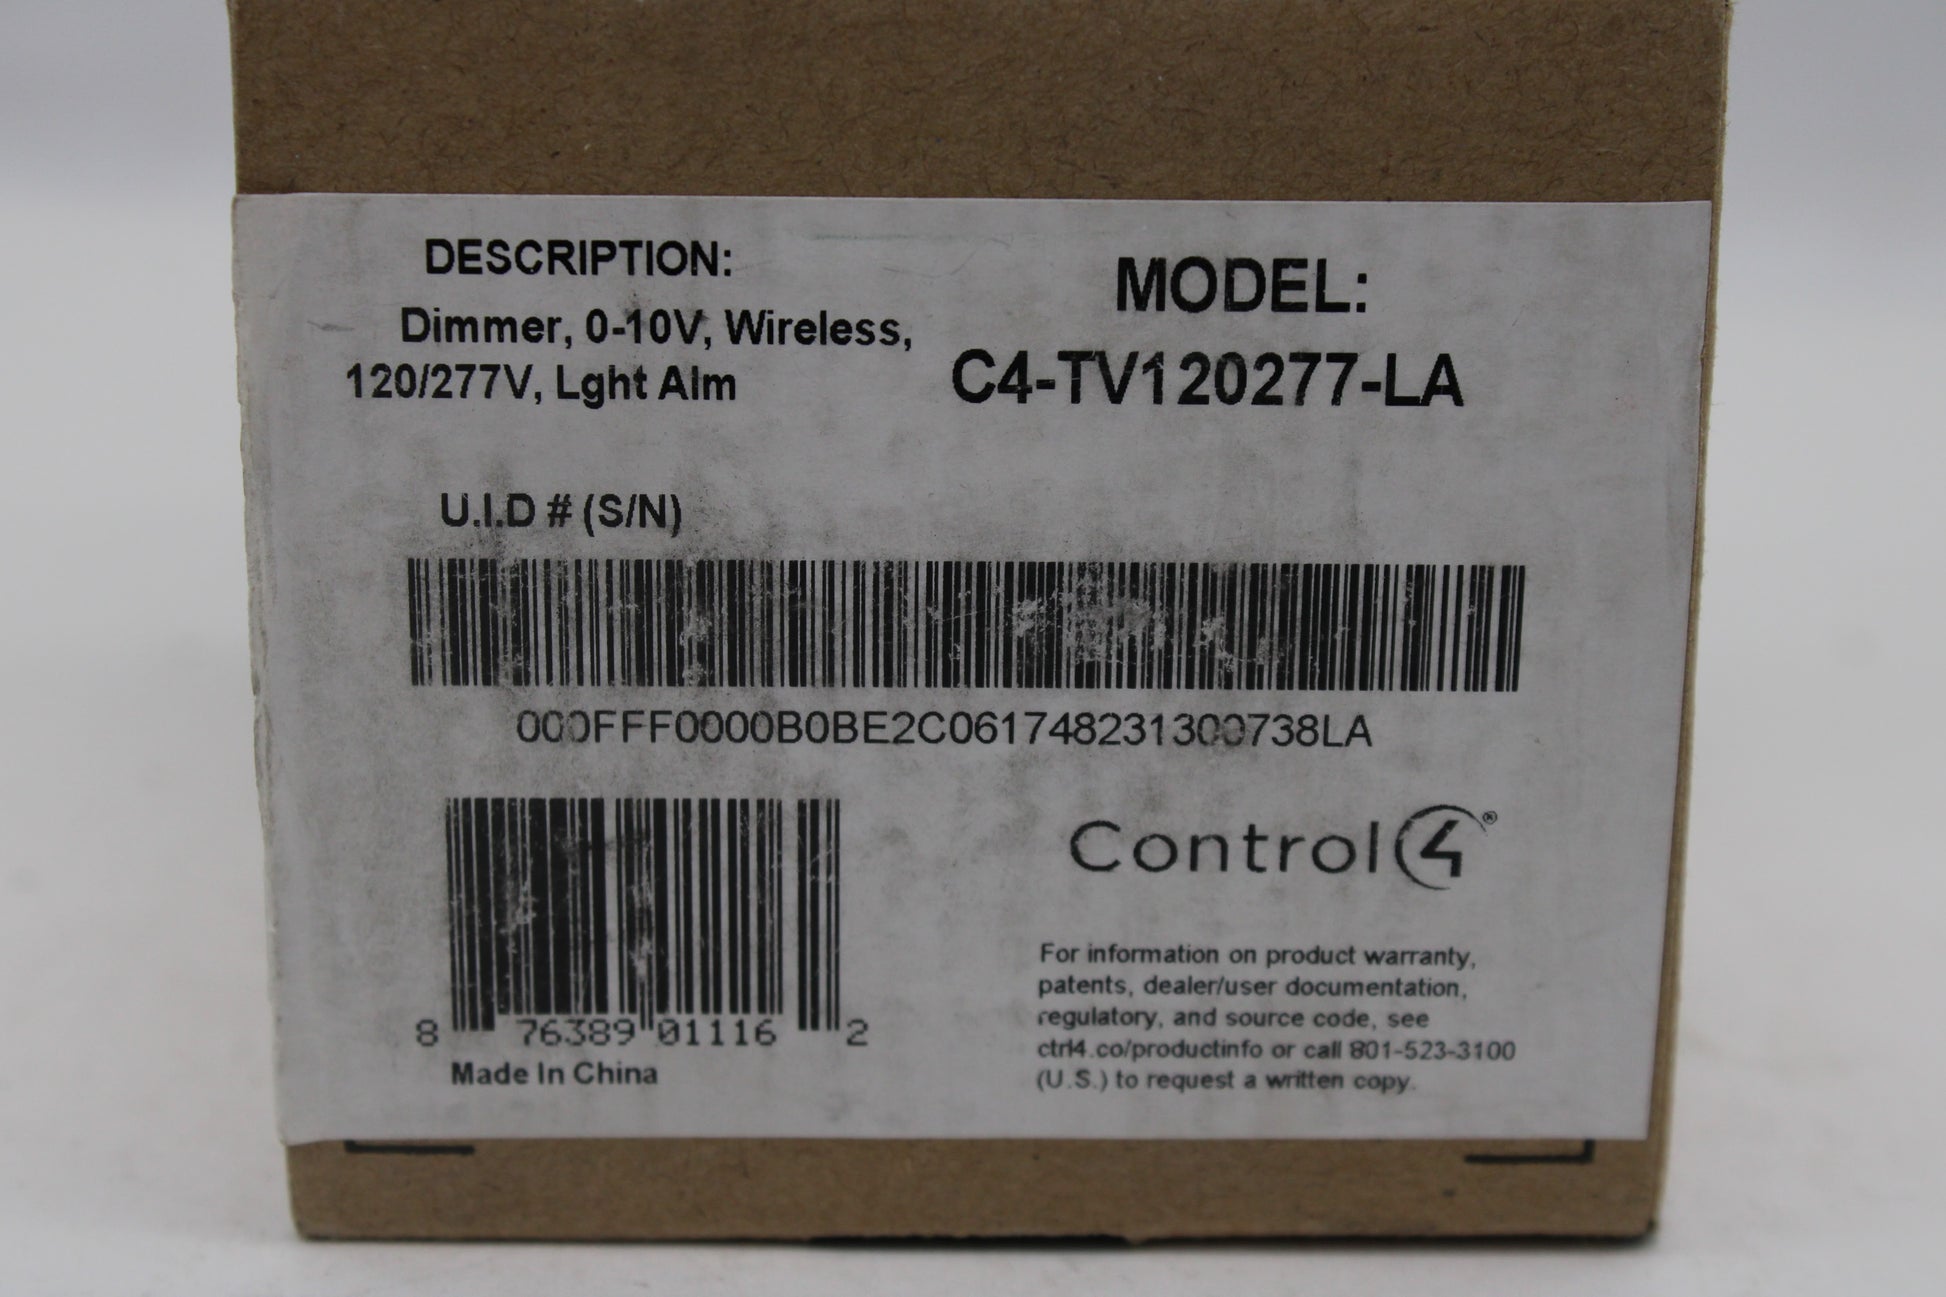 DESCRIPTION:
Dimmer, 0-10V, Wireless,
120/277V, Lght Alm
MODEL:
C4-TV120277-LA
U.I.D # (S/N)
000FFF0000B0BE2C061748231300738LA
8 76389 01116 2
Made In China
Control4®
For information on product warranty,
patents, dealer/user documentation,
regulatory, and source code, see
ctrl4.co/productinfo or call 801-523-3100
(U.S.) to request a written copy.